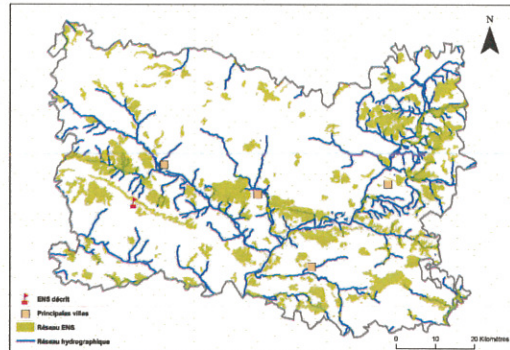 N
ENS décrit
Principales villes
Réseau ENS
Réseau hydrographique
0 10 20 Kilomètres